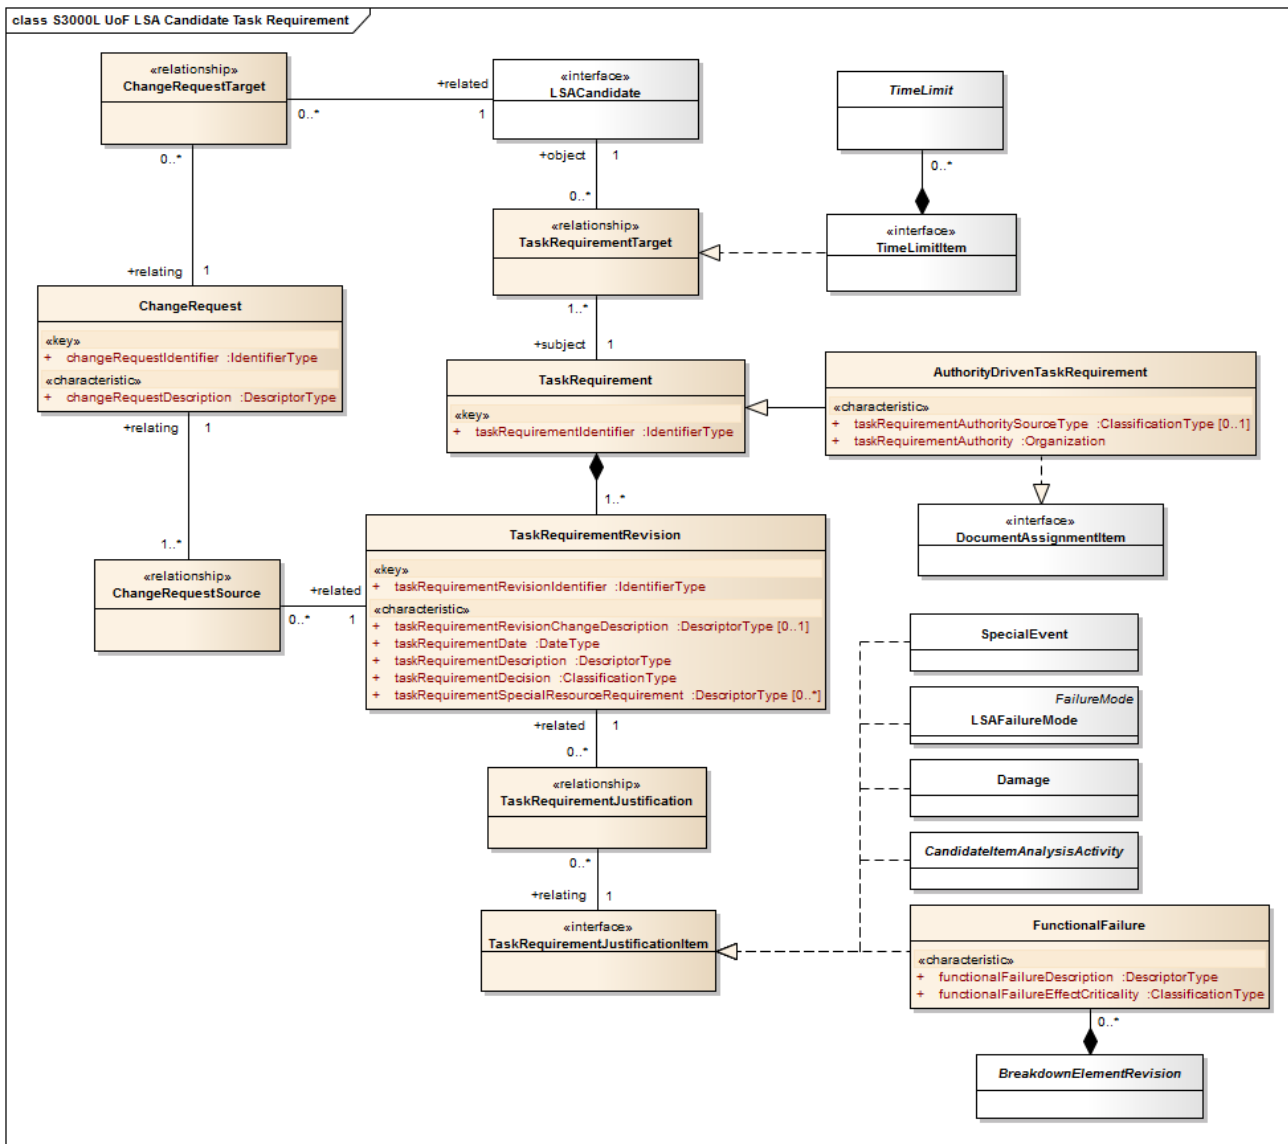 class S3000L UoF LSA Candidate Task Requirement
«relationship»
ChangeRequestTarget
+related
0..*
1
«interface»
LSACandidate
TimeLimit
0..*
0..*
+object
1
0..*
«relationship»
TaskRequirementTarget
«interface»
TimeLimitItem
+relating
1
1..*
ChangeRequest
«key»
+ changeRequestIdentifier :IdentifierType
«characteristic»
+ changeRequestDescription :DescriptorType
+subject
1
TaskRequirement
«key»
+ taskRequirementIdentifier :IdentifierType
AuthorityDrivenTaskRequirement
«characteristic»
+ taskRequirementAuthoritySourceType :ClassificationType [0..1]
+ taskRequirementAuthority :Organization
+relating
1
1..*
«interface»
DocumentAssignmentItem
1..*
«relationship»
ChangeRequestSource
+related
0..*
1
TaskRequirementRevision
«key»
+ taskRequirementRevisionIdentifier :IdentifierType
«characteristic»
+ taskRequirementRevisionChangeDescription :DescriptorType [0..1]
+ taskRequirementDate :DateType
+ taskRequirementDescription :DescriptorType
+ taskRequirementDecision :ClassificationType
+ taskRequirementSpecialResourceRequirement :DescriptorType [0..*]
SpecialEvent
FailureMode
LSAFailureMode
+related
1
0..*
«relationship»
TaskRequirementJustification
Damage
CandidateItemAnalysisActivity
0..*
+relating
1
«interface»
TaskRequirementJustificationItem
FunctionalFailure
«characteristic»
+ functionalFailureDescription :DescriptorType
+ functionalFailureEffectCriticality :ClassificationType
0..*
BreakdownElementRevision